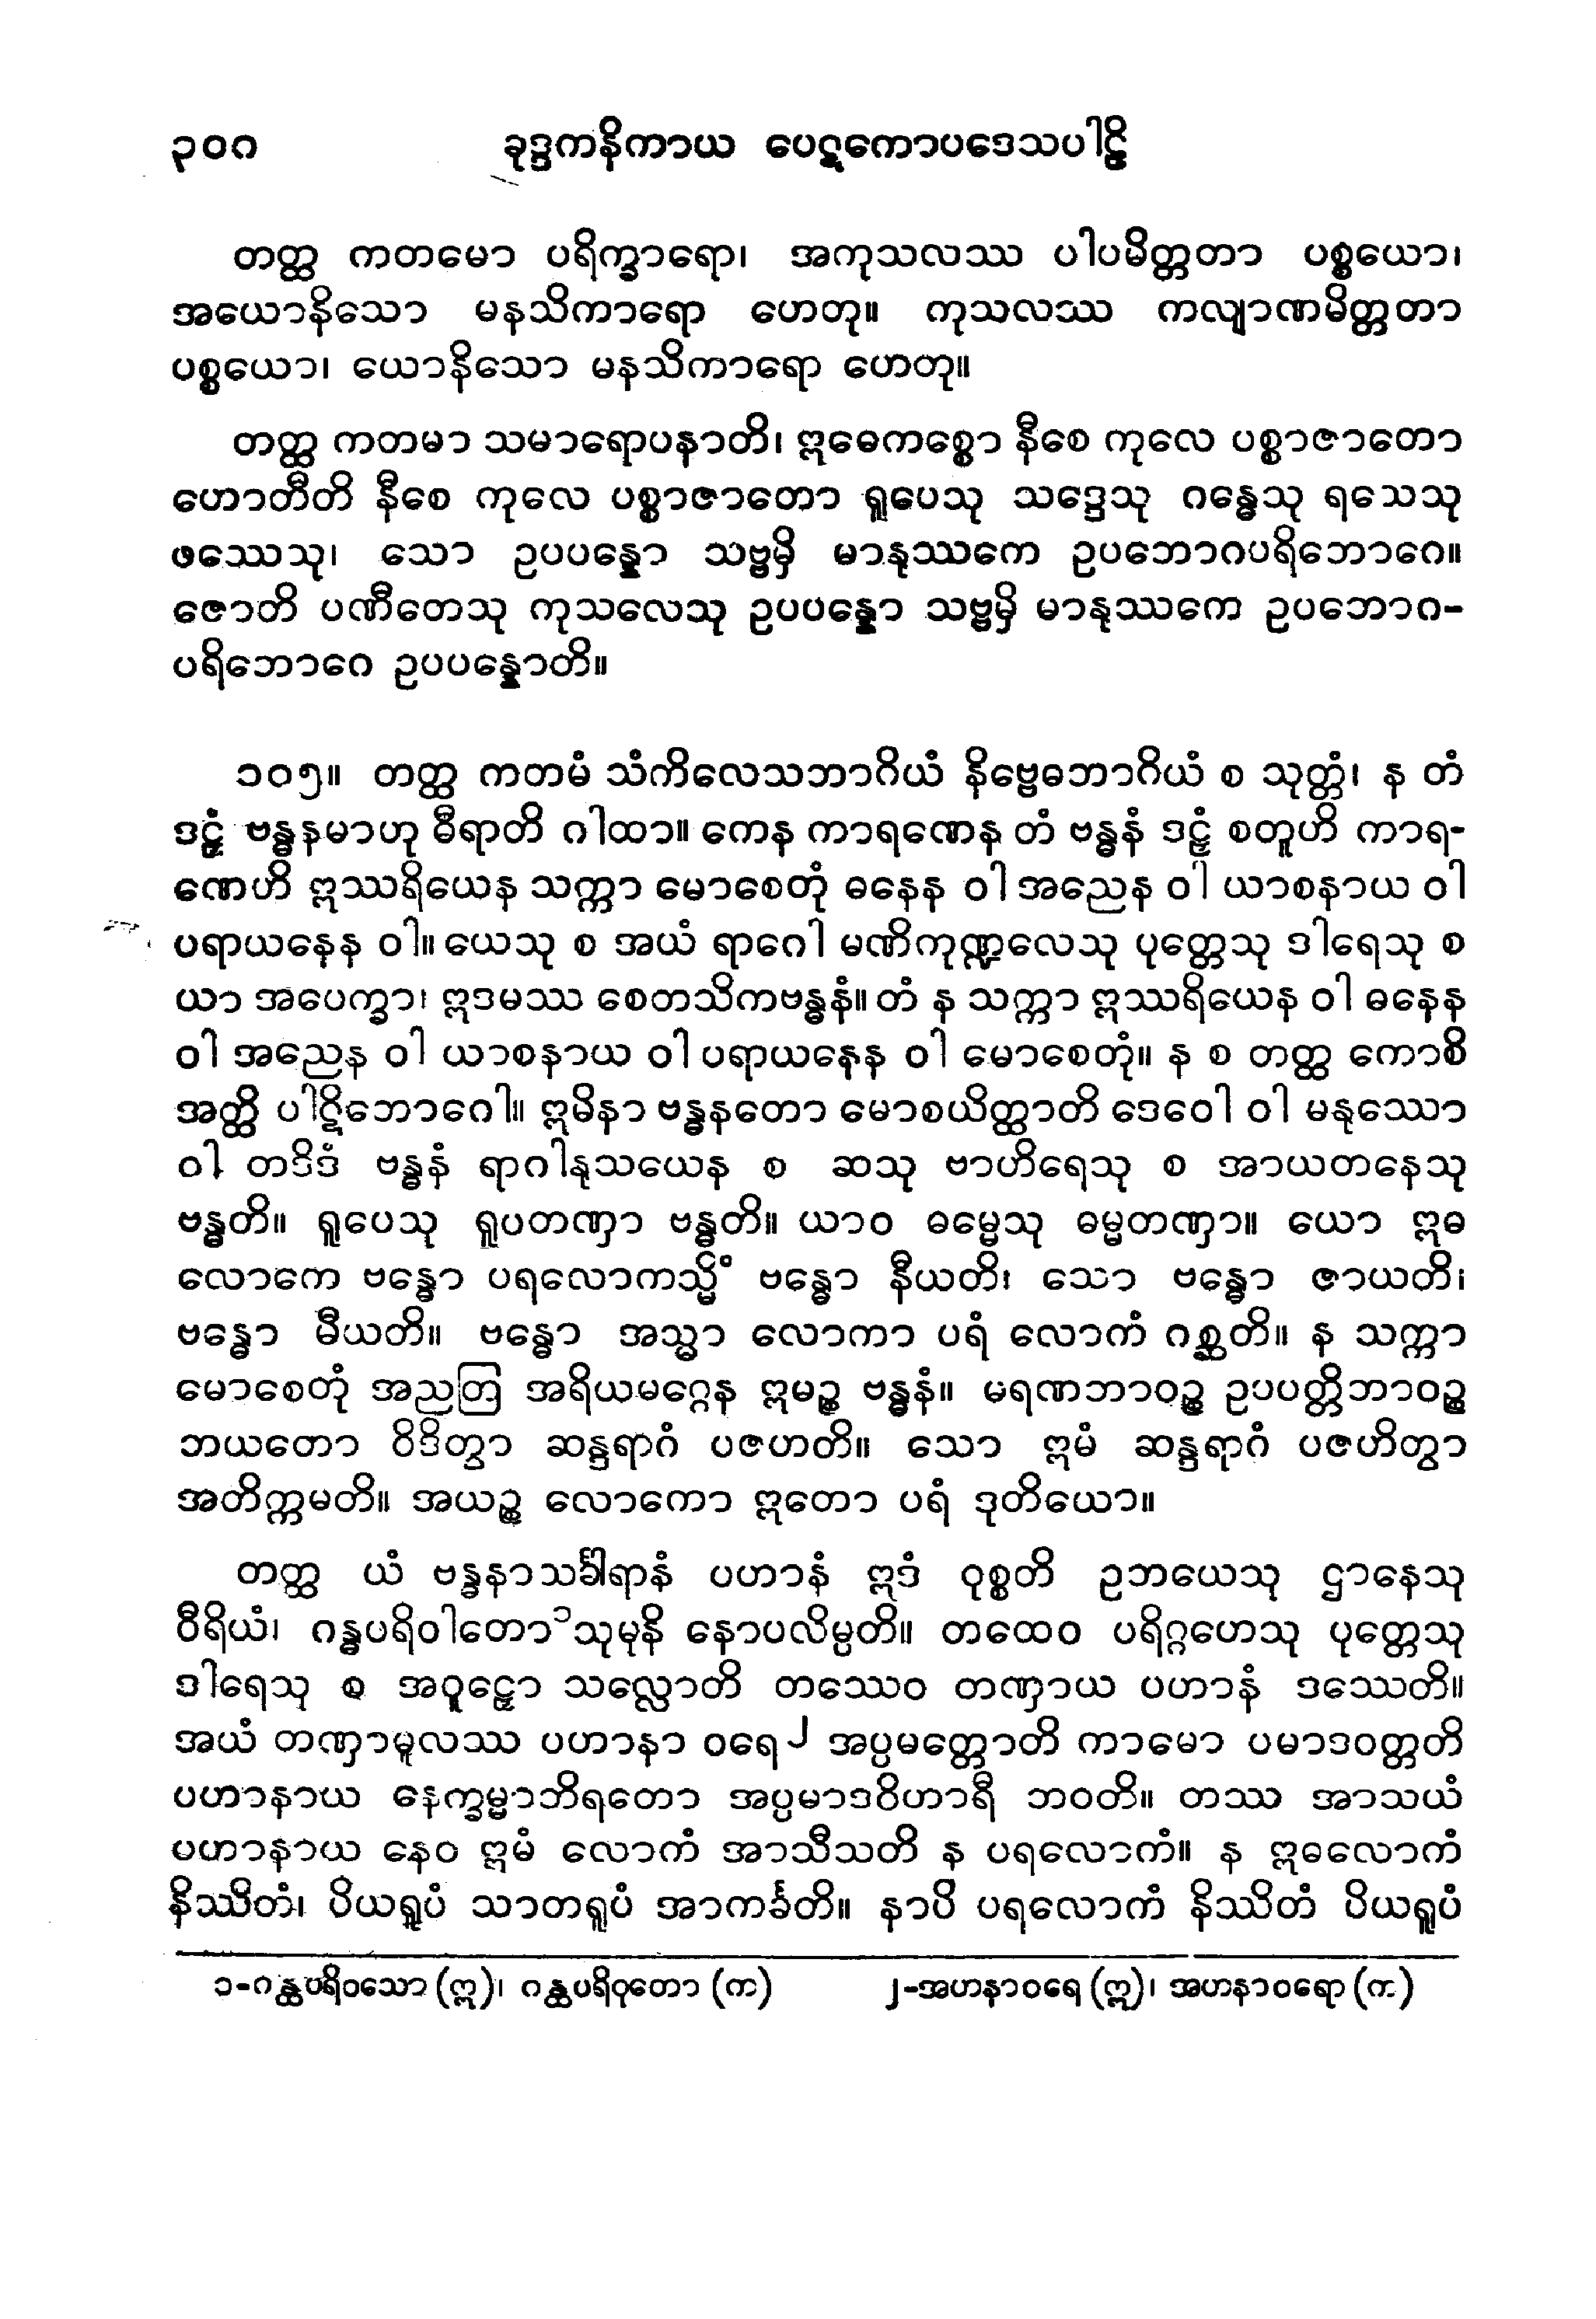 ၃၀ဂ ခုဒ္ဒကနိကာယ ပေဋကောပဒေသပါဠိ
တတ္ထ ကတမော ပရိက္ခာရော၊ အကုသလဿ ပါပမိတ္တတာ ပစ္စယော၊
အယောနိသော မနသိကာရော ဟေတု။ ကုသလဿ ကလျာဏမိတ္တတာ
ပစ္စယော၊ ယောနိသော မနသိကာရော ဟေတု။
တတ္ထ ကတမာ သမာရောပနာတိ၊ ဣဓေကစ္စော နီစေ ကုလေ ပစ္စာဇာတော
ဟောတီတိ နီစေ ကုလေ ပစ္စာဇာတော ရူပေသု သဒ္ဒေသု ဂန္ဓေသု ရသေသု
ဖဿေသု၊ သော ဥပပန္နော သဗ္ဗမှိ မာနုဿကေ ဥပဘောဂပရိဘောဂေ။
ဇောတိ ပဏီတေသု ကုသလေသု ဥပပန္နော သဗ္ဗမှိ မာနုဿကေ ဥပဘောဂ-
ပရိဘောဂေ ဥပပန္နောတိ။
၁၀၅။ တတ္ထ ကတမံ သံကိလေသဘာဂိယံ နိဗ္ဗေဓဘာဂိယံ စ သုတ္တံ၊ န တံ
ဒဠှံ ဗန္ဓနမာဟု ဓီရာတိ ဂါထာ။ ကေန ကာရဏေန တံ ဗန္ဓနံ ဒဠှံ စတူဟိ ကာရ-
ဏေဟိ ဣဿရိယေန သက္ကာ မောစေတုံ ဓနေန ဝါ အညေန ဝါ ယာစနာယ ဝါ
ပရာယနေန ဝါ။ ယေသု စ အယံ ရာဂေါ မဏိကုဏ္ဍလေသု ပုတ္တေသု ဒါရေသု စ
ယာ အပေက္ခာ၊ ဣဒမဿ စေတသိကဗန္ဓနံ။ တံ န သက္ကာ ဣဿရိယေန ဝါ ဓနေန
ဝါ အညေန ဝါ ယာစနာယ ဝါ ပရာယနေန ဝါ မောစေတုံ။ န စ တတ္ထ ကောစိ
အတ္ထိ ပါဋိဘောဂေါ။ ဣမိနာ ဗန္ဓနတော မောစယိတ္ထာတိ ဒေဝေါ ဝါ မနုဿော
ဝါ တဒိဒံ ဗန္ဓနံ ရာဂါနုသယေန စ ဆသု ဗာဟိရေသု စ အာယတနေသု
ဗန္ဓတိ။ ရူပေသု ရူပတဏှာ ဗန္ဓတိ။ ယာဝ ဓမ္မေသု ဓမ္မတဏှာ။ ယော ဣဓ
လောကေ ဗန္ဓော ပရလောကသ္မိံ ဗန္ဓော နီယတိ၊ သော ဗန္ဓော ဇာယတိ၊
ဗန္ဓော မီယတိ။ ဗန္ဓော အသ္မာ လောကာ ပရံ လောကံ ဂစ္ဆတိ။ န သက္ကာ
မောစေတုံ အညတြ အရိယမဂ္ဂေန ဣမဉ္စ ဗန္ဓနံ။ မရဏဘာဝဉ္စ ဥပပတ္တိဘာဝဉ္စ
ဘယတော ဝိဒိတွာ ဆန္ဒရာဂံ ပဇဟတိ။ သော ဣမံ ဆန္ဒရာဂံ ပဇဟိတွာ
အတိက္ကမတိ။ အယဉ္စ လောကော ဣတော ပရံ ဒုတိယော။
တတ္ထ ယံ ဗန္ဓနာသင်္ခါရာနံ ပဟာနံ ဣဒံ ဝုစ္စတိ ဥဘယေသု ဌာနေသု
ဝီရိယံ၊ ဂန္ဓပရိဝါတော၁သုမုနိ နောပလိမ္ပတိ။ တထေဝ ပရိဂ္ဂဟေသု ပုတ္တေသု
ဒါရေသု စ အဝူဠှော သလ္လောတိ တဿေဝ တဏှာယ ပဟာနံ ဒဿေတိ။
အယံ တဏှာမူလဿ ပဟာနာ ဝရေ၂ အပ္ပမတ္တောတိ ကာမော ပမာဒဝတ္တတိ
ပဟာနာယ နေက္ခမ္မာဘိရတော အပ္ပမာဒဝိဟာရီ ဘဝတိ။ တဿ အာသယံ
ပဟာနာယ နေဝ ဣမံ လောကံ အာသီသတိ န ပရလောကံ။ န ဣဓလောကံ
နိဿိတံ၊ ပိယရူပံ သာတရူပံ အာကင်္ခတိ။ နာပိ ပရလောကံ နိဿိတံ ပိယရူပံ
၁-ဂန္ထပရိဝသော (ဣ)၊ ဂန္ထပရိဝုတော (က) ၂-အဟနာဝရေ (ဣ)၊ အဟနာဝရော (က)